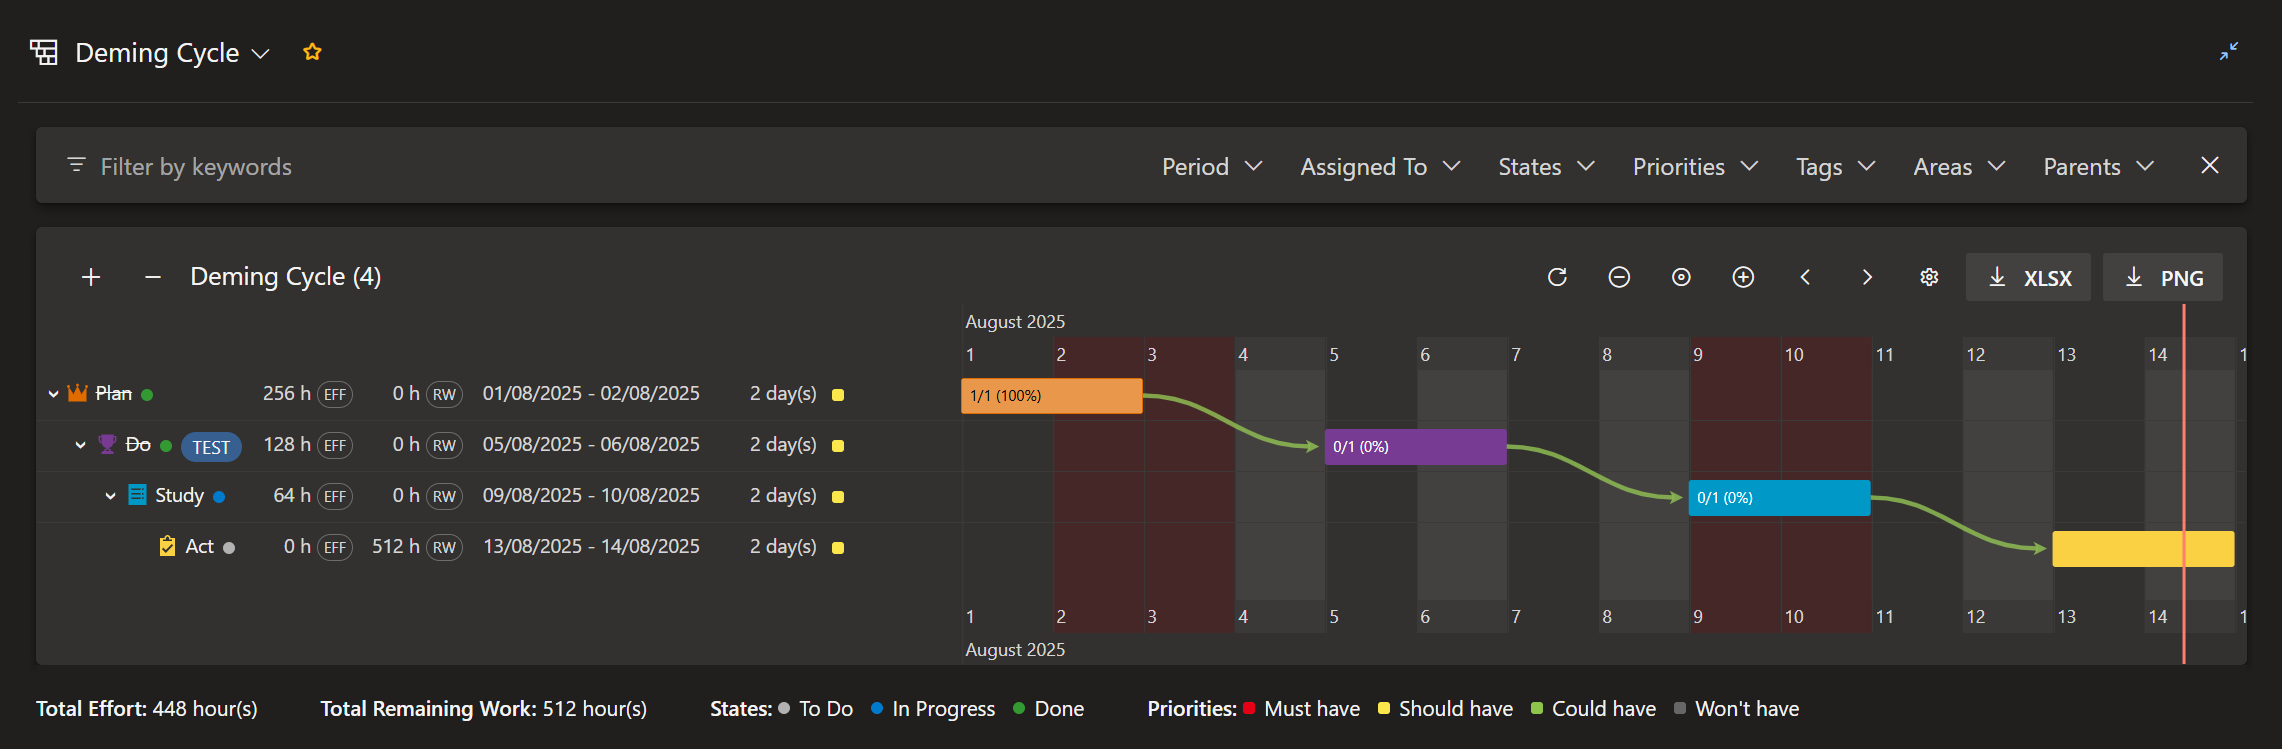 Deming Cycle
Filter by keywords Period Assigned To States Priorities Tags Areas Parents
Deming Cycle (4) XLSX PNG
August 2025
1 2 3 4 5 6 7 8 9 10 11 12 13 14 1
Plan 256 h EFF 0 h RW 01/08/2025 - 02/08/2025 2 day(s) 1/1 (100%)
Do TEST 128 h EFF 0 h RW 05/08/2025 - 06/08/2025 2 day(s) 0/1 (0%)
Study 64 h EFF 0 h RW 09/08/2025 - 10/08/2025 2 day(s) 0/1 (0%)
Act 0 h EFF 512 h RW 13/08/2025 - 14/08/2025 2 day(s)
1 2 3 4 5 6 7 8 9 10 11 12 13 14 1
August 2025
Total Effort: 448 hour(s) Total Remaining Work: 512 hour(s) States: To Do In Progress Done Priorities: Must have Should have Could have Won't have